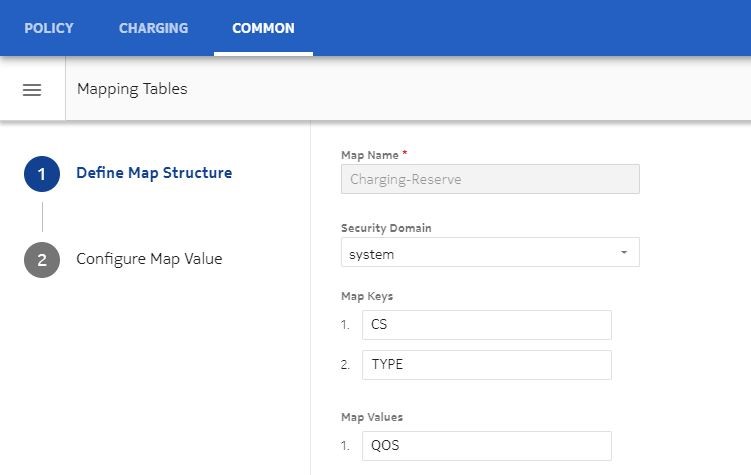 POLICY CHARGING COMMON
Mapping Tables
1 Define Map Structure
2 Configure Map Value
Map Name *
Charging-Reserve
Security Domain
system
Map Keys
1. CS
2. TYPE
Map Values
1. QOS